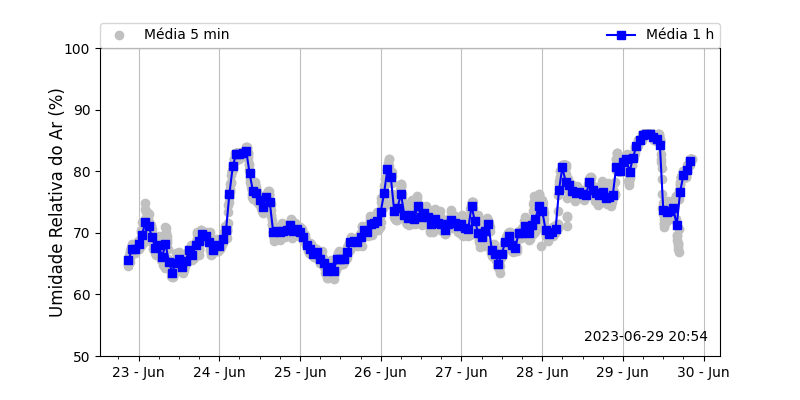 Média 5 min
Média 1 h
Umidade Relativa do Ar (%)
100
90
80
70
60
50
2023-06-29 20:54
23 - Jun
24 - Jun
25 - Jun
26 - Jun
27 - Jun
28 - Jun
29 - Jun
30 - Jun